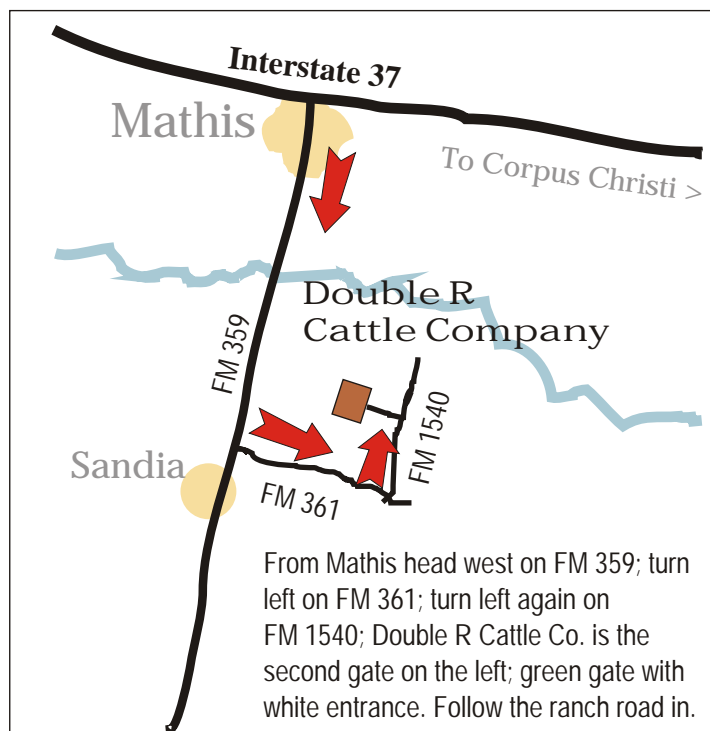 Interstate 37
Mathis
To Corpus Christi >
Double R
Cattle Company
FM 359
FM 1540
Sandia
FM 361
From Mathis head west on FM 359; turn
left on FM 361; turn left again on
FM 1540; Double R Cattle Co. is the
second gate on the left; green gate with
white entrance. Follow the ranch road in.